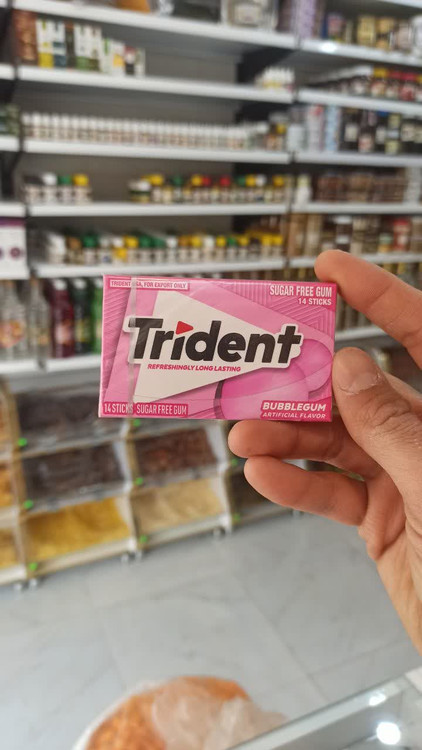 TRIDENT USA, FOR EXPORT ONLY
SUGAR FREE GUM
14 STICKS
Trident
REFRESHINGLY LONG LASTING
14 STICKS SUGAR FREE GUM
BUBBLEGUM
ARTIFICIAL FLAVOR